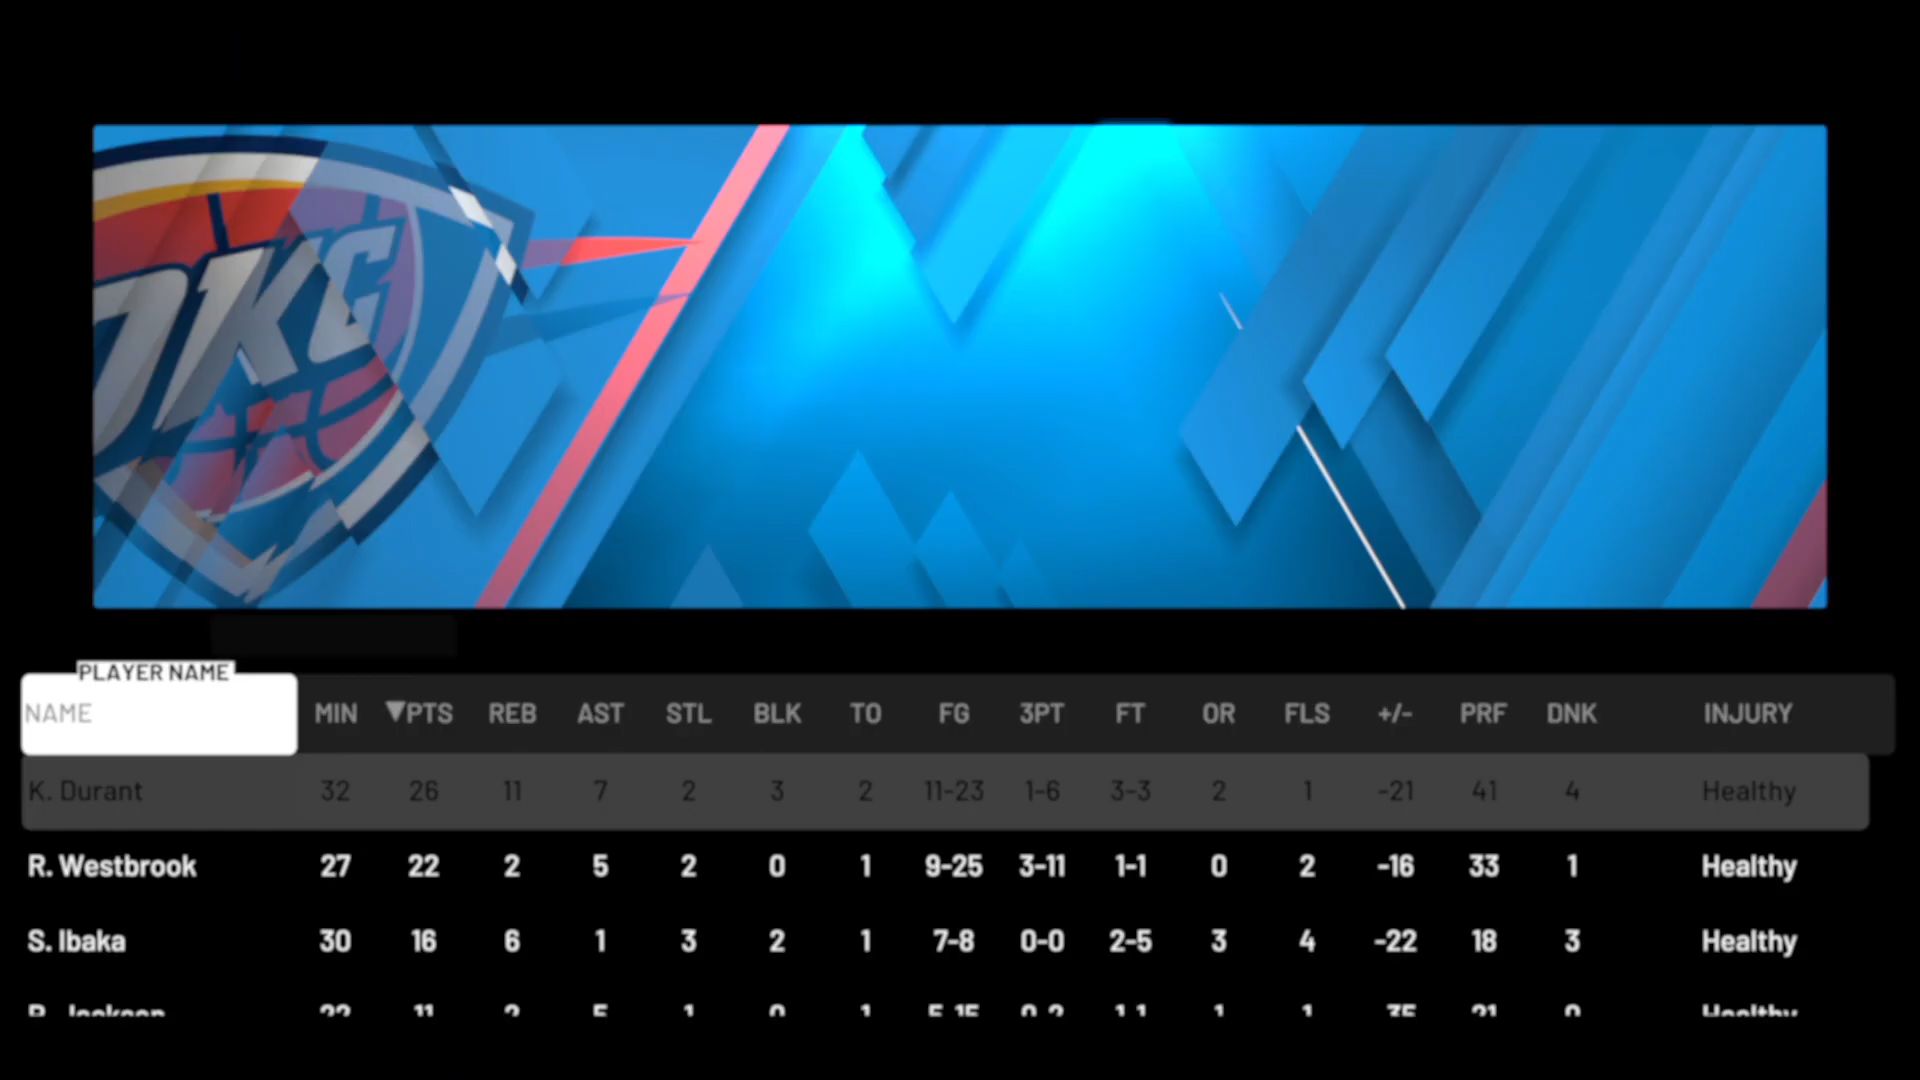 OKC
PLAYER NAME
NAME MIN ▼PTS REB AST STL BLK TO FG 3PT FT OR FLS +/- PRF DNK INJURY
K. Durant 32 26 11 7 2 3 2 11-23 1-6 3-3 2 1 -21 41 4 Healthy
R. Westbrook 27 22 2 5 2 0 1 9-25 3-11 1-1 0 2 -16 33 1 Healthy
S. Ibaka 30 16 6 1 3 2 1 7-8 0-0 2-5 3 4 -22 18 3 Healthy